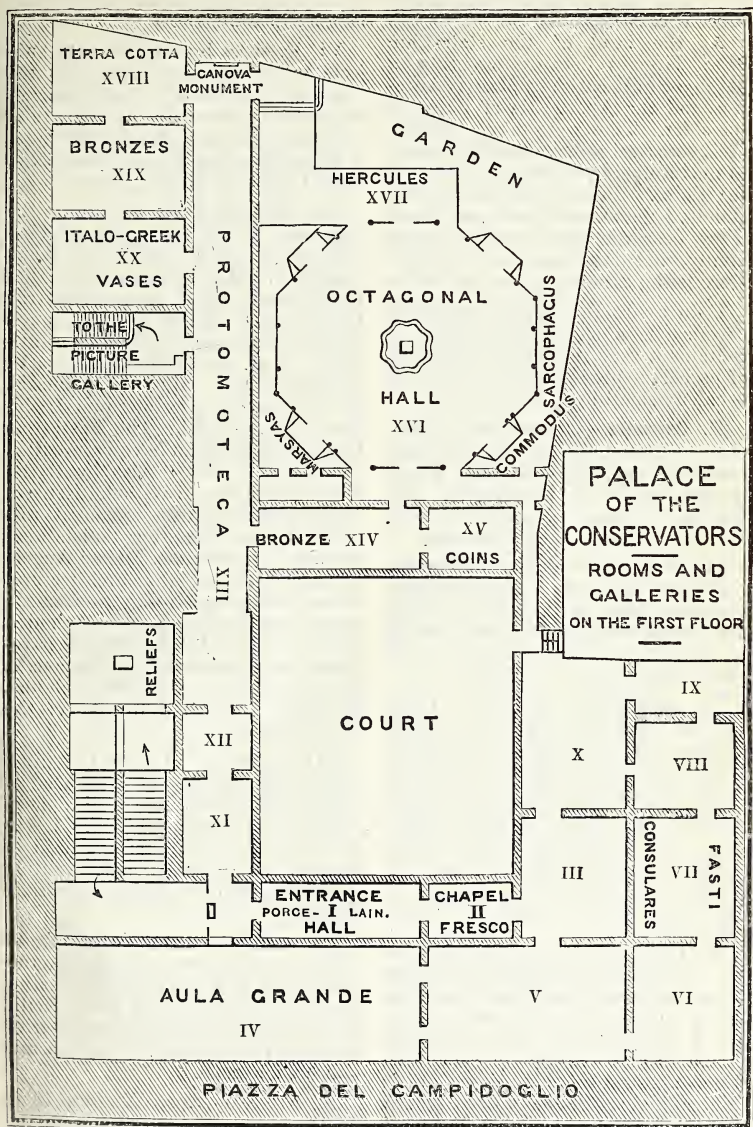 TERRA COTTA
XVIII
CANOVA
MONUMENT
GARDEN
BRONZES
XIX
HERCULES
XVII
ITALO-GREEK
XX
VASES
PROTOMOTECA XIII
OCTAGONAL
HALL
XVI
SARCOPHAGUS
COMMODUS
MARSYAS
TO THE
PICTURE
GALLERY
BRONZE XIV
XV
COINS
PALACE
OF THE
CONSERVATORS
ROOMS AND
GALLERIES
ON THE FIRST FLOOR
RELIEFS
IX
COURT
XII
X
VIII
XI
III
CONSULARES
VII
FASTI
ENTRANCE
PORCE- I LAIN.
HALL
CHAPEL
II
FRESCO
AULA GRANDE
IV
V
VI
PIAZZA DEL CAMPIDOGLIO